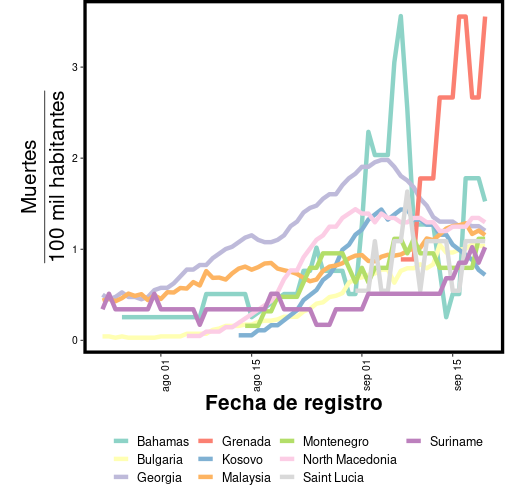 Muertes
100 mil habitantes
3
2
1
0
ago 01
ago 15
sep 01
sep 15
Fecha de registro
Bahamas Grenada Montenegro Suriname
Bulgaria Kosovo North Macedonia
Georgia Malaysia Saint Lucia